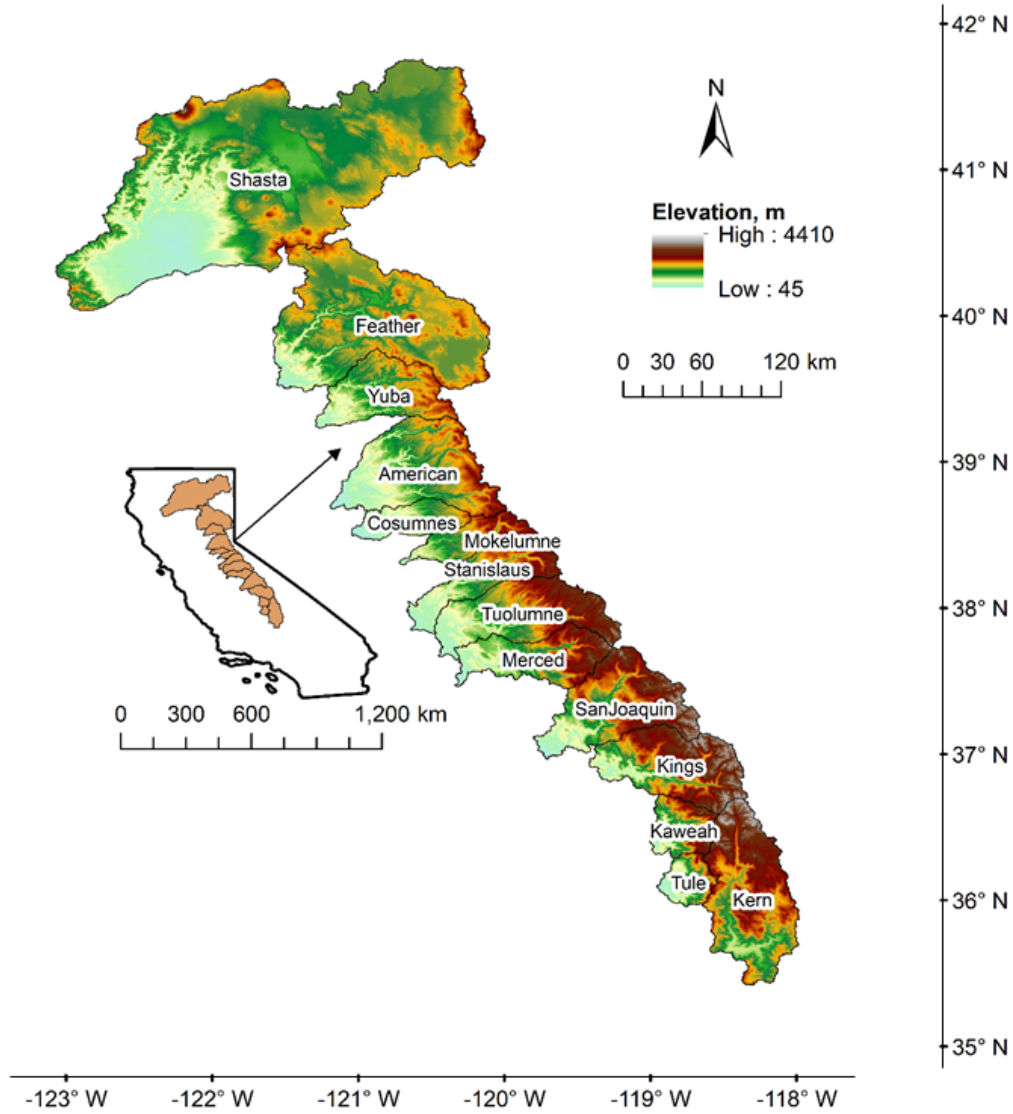 42° N
N
41° N
Shasta
Elevation, m
High : 4410
Low : 45
40° N
Feather
0 30 60 120 km
Yuba
39° N
American
Cosumnes
Mokelumne
Stanislaus
38° N
Tuolumne
Merced
SanJoaquin
0 300 600 1,200 km
37° N
Kings
Kaweah
Tule
36° N
Kern
35° N
-123° W -122° W -121° W -120° W -119° W -118° W